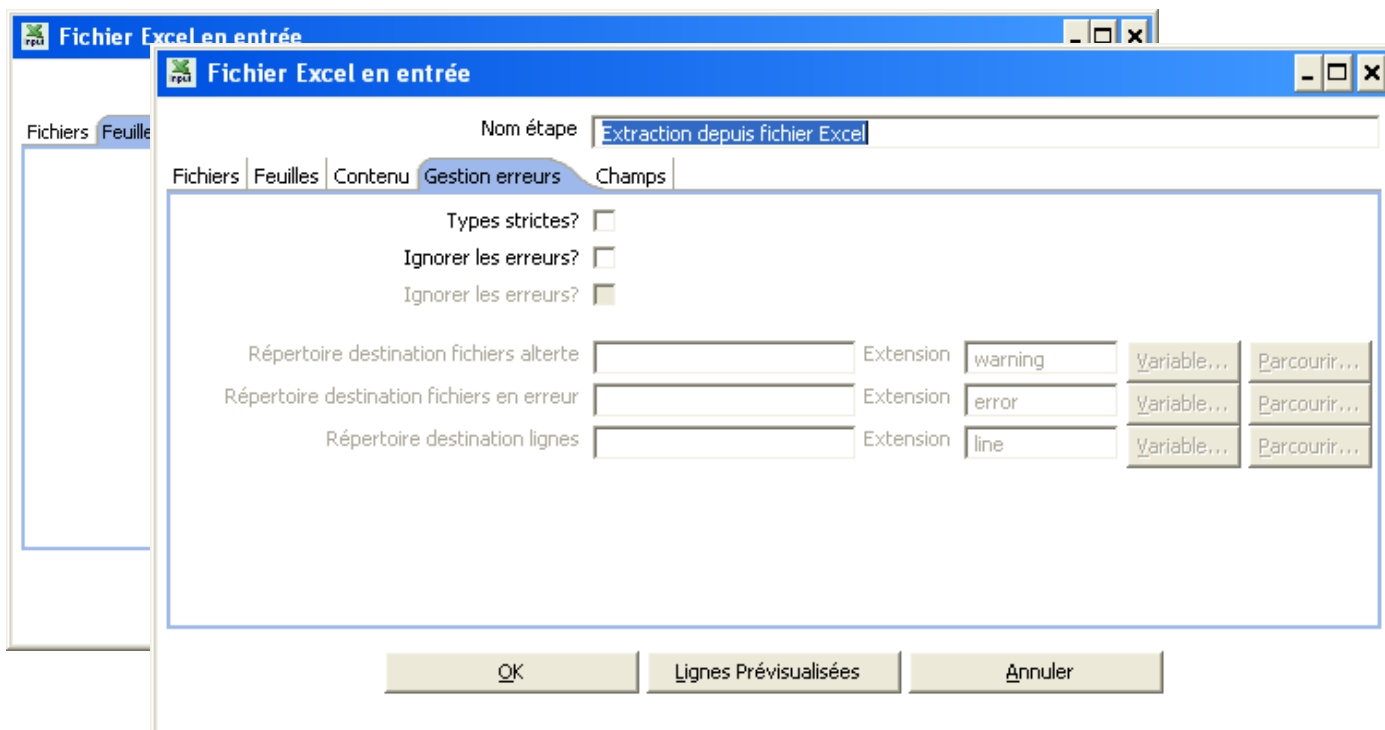 Fichier Excel en entrée
Fichiers Feuille
Fichier Excel en entrée
Nom étape Extraction depuis fichier Excel
Fichiers Feuilles Contenu Gestion erreurs Champs
Types strictes?
Ignorer les erreurs?
Ignorer les erreurs?
Répertoire destination fichiers alterte Extension warning Variable... Parcourir...
Répertoire destination fichiers en erreur Extension error Variable... Parcourir...
Répertoire destination lignes Extension line Variable... Parcourir...
OK Lignes Prévisualisées Annuler